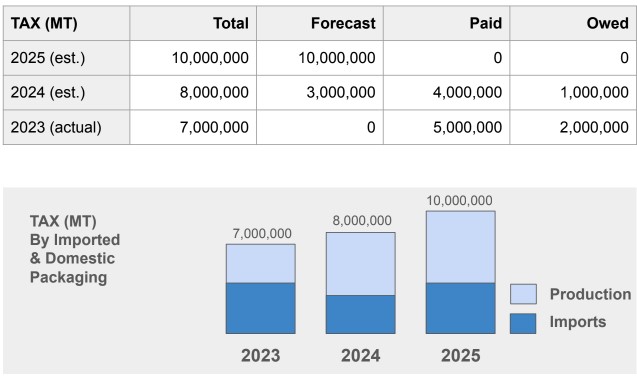 TAX (MT) Total Forecast Paid Owed
2025 (est.) 10,000,000 10,000,000 0 0
2024 (est.) 8,000,000 3,000,000 4,000,000 1,000,000
2023 (actual) 7,000,000 0 5,000,000 2,000,000
TAX (MT)
By Imported
& Domestic
Packaging
7,000,000
8,000,000
10,000,000
Production
Imports
2023 2024 2025